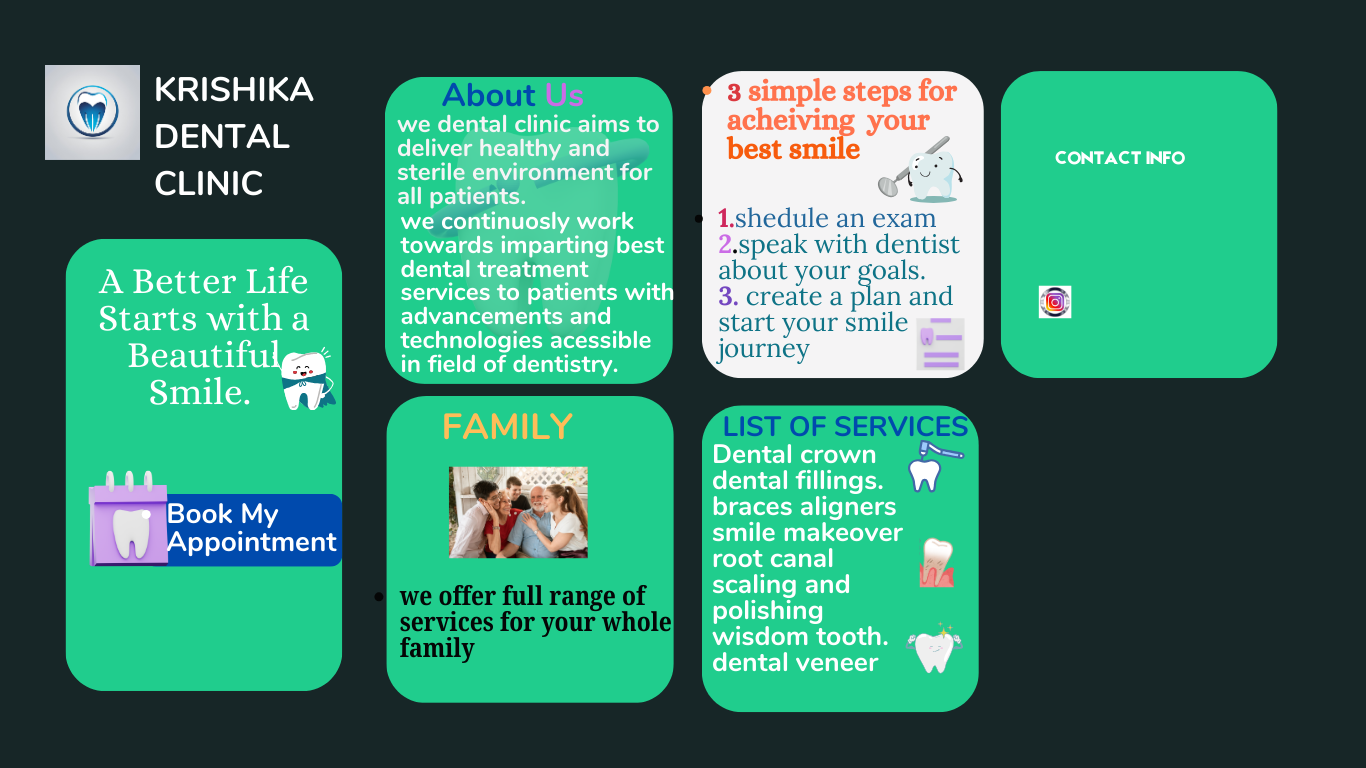 KRISHIKA
DENTAL
CLINIC
A Better Life
Starts with a
Beautiful
Smile.
Book My
Appointment
About Us
we dental clinic aims to
deliver healthy and
sterile environment for
all patients.
we continuosly work
towards imparting best
dental treatment
services to patients with
advancements and
technologies acessible
in field of dentistry.
FAMILY
we offer full range of
services for your whole
family
3 simple steps for
acheiving your
best smile
1.shedule an exam
2.speak with dentist
about your goals.
3. create a plan and
start your smile
journey
LIST OF SERVICES
Dental crown
dental fillings.
braces aligners
smile makeover
root canal
scaling and
polishing
wisdom tooth.
dental veneer
CONTACT INFO